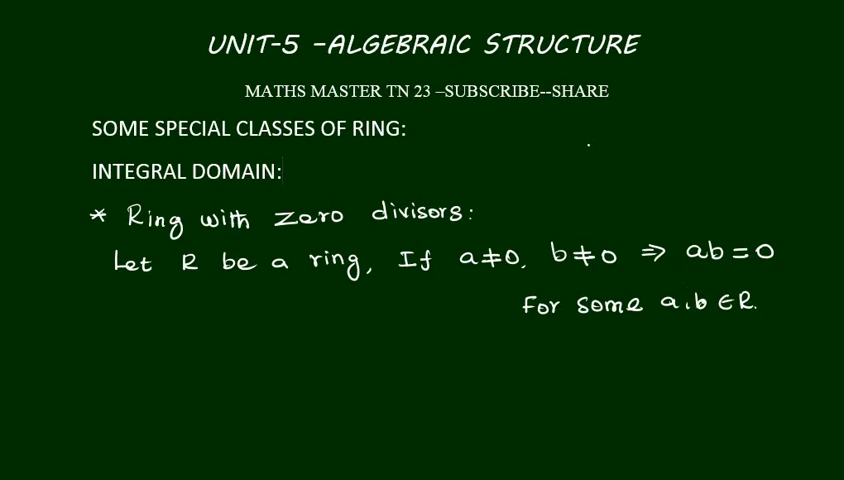 UNIT-5 –ALGEBRAIC STRUCTURE
MATHS MASTER TN 23 –SUBSCRIBE--SHARE
SOME SPECIAL CLASSES OF RING:
INTEGRAL DOMAIN:
* Ring with zero divisors:
Let R be a ring, If a≠0, b≠0 ⇒ ab=0
For some a,b ∈R.